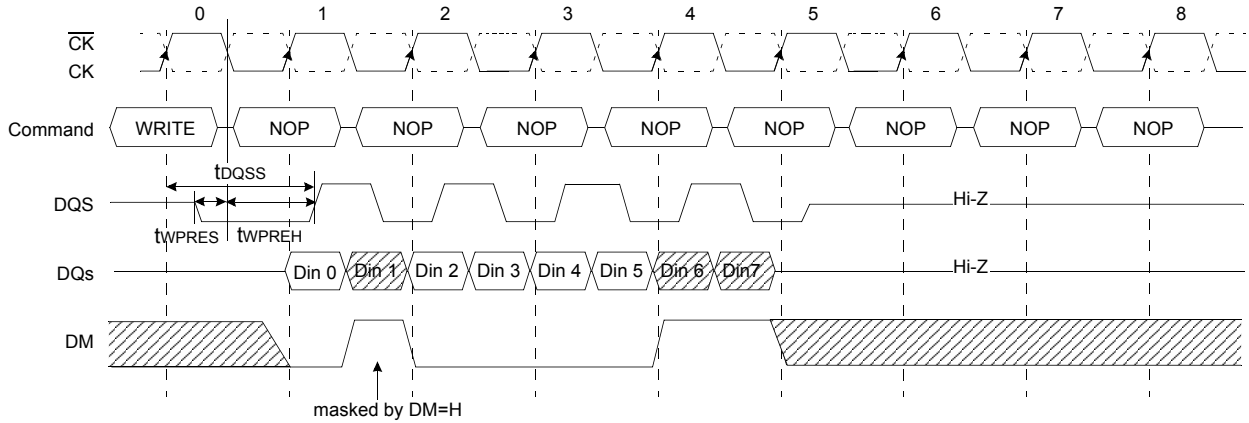 0 1 2 3 4 5 6 7 8
CK
CK
Command WRITE NOP NOP NOP NOP NOP NOP NOP NOP
tDQSS
DQS Hi-Z
tWPRES tWPREH
DQs Din 0 Din 1 Din 2 Din 3 Din 4 Din 5 Din 6 Din7 Hi-Z
DM
masked by DM=H